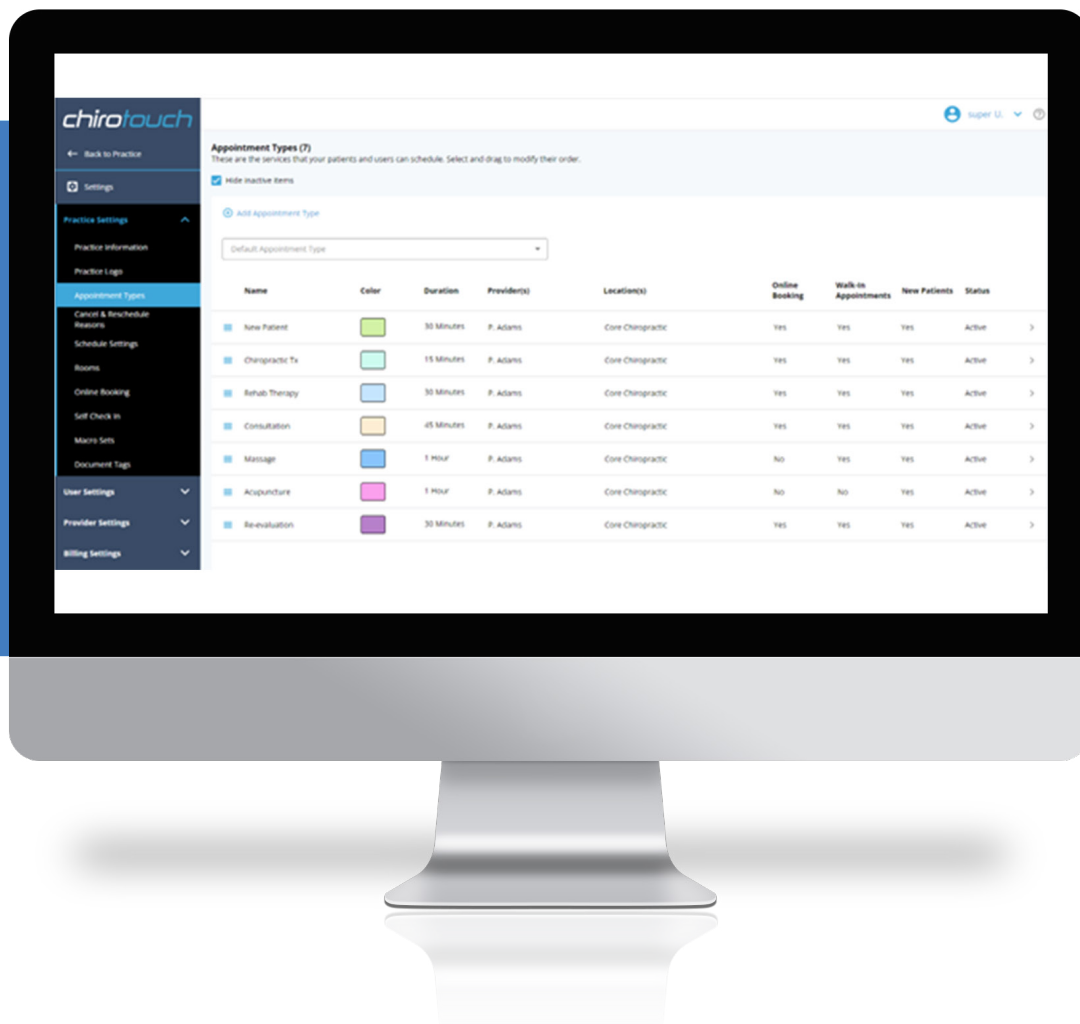 chirotouch
super U.
Back to Practice
Settings
Practice Settings
Practice Information
Practice Logo
Appointment Types
Cancel & Reschedule
Reasons
Schedule Settings
Rooms
Online Booking
Self Check In
Macro Sets
Document Tags
User Settings
Provider Settings
Billing Settings
Appointment Types (7)
These are the services that your patients and users can schedule. Select and drag to modify their order.
Hide inactive items
Add Appointment Type
Default Appointment Type
Name Color Duration Provider(s) Location(s) Online Booking Walk-in Appointments New Patients Status
New Patient 30 Minutes P. Adams Core Chiropractic Yes Yes Yes Active
Chiropractic Tx 15 Minutes P. Adams Core Chiropractic Yes Yes Yes Active
Rehab Therapy 30 Minutes P. Adams Core Chiropractic Yes Yes Yes Active
Consultation 45 Minutes P. Adams Core Chiropractic Yes Yes Yes Active
Massage 1 Hour P. Adams Core Chiropractic No Yes Yes Active
Acupuncture 1 Hour P. Adams Core Chiropractic No No Yes Active
Re-evaluation 30 Minutes P. Adams Core Chiropractic Yes Yes Yes Active